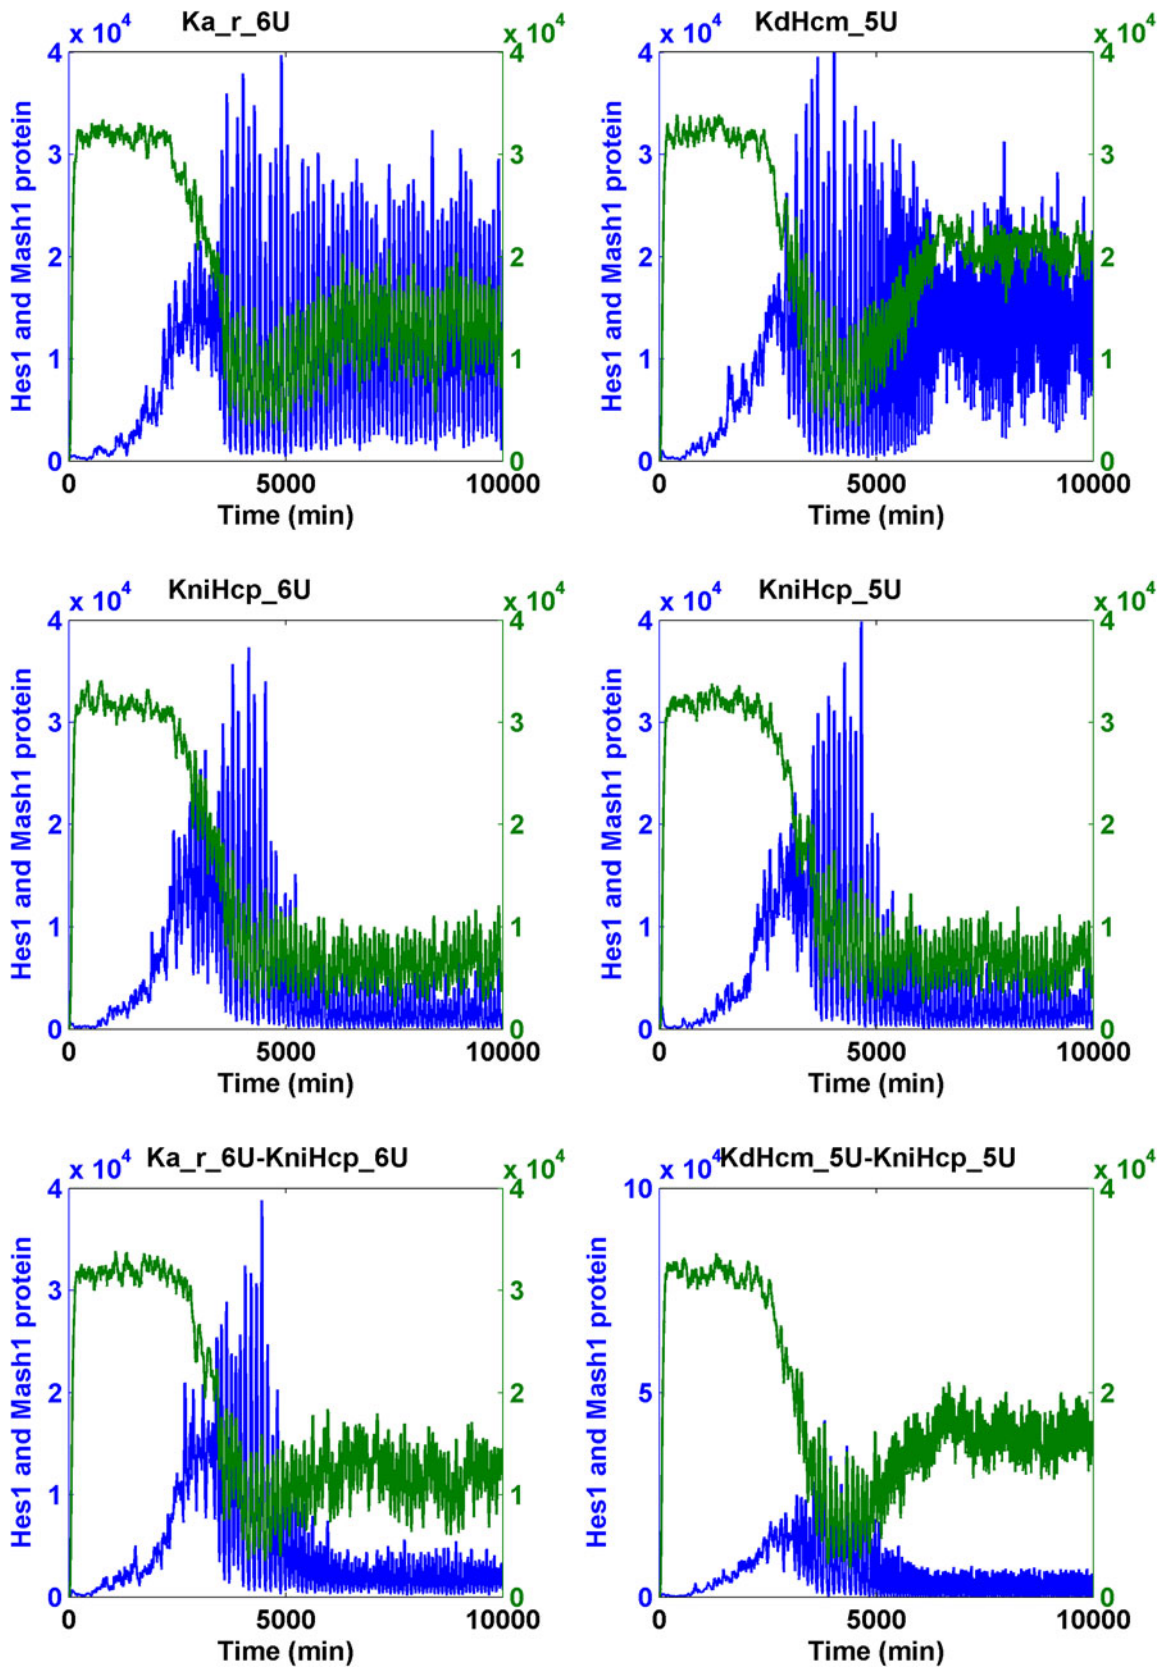 Ka_r_6U
x 10^4
x 10^4
Hes1 and Mash1 protein
4
3
2
1
0
4
3
2
1
0
0 5000 10000
Time (min)
KdHcm_5U
x 10^4
x 10^4
Hes1 and Mash1 protein
4
3
2
1
0
4
3
2
1
0
0 5000 10000
Time (min)
KniHcp_6U
x 10^4
x 10^4
Hes1 and Mash1 protein
4
3
2
1
0
4
3
2
1
0
0 5000 10000
Time (min)
KniHcp_5U
x 10^4
x 10^4
Hes1 and Mash1 protein
4
3
2
1
0
4
3
2
1
0
0 5000 10000
Time (min)
Ka_r_6U-KniHcp_6U
x 10^4
x 10^4
Hes1 and Mash1 protein
4
3
2
1
0
4
3
2
1
0
0 5000 10000
Time (min)
KdHcm_5U-KniHcp_5U
x 10^4
x 10^4
Hes1 and Mash1 protein
10
5
0
4
2
0
0 5000 10000
Time (min)